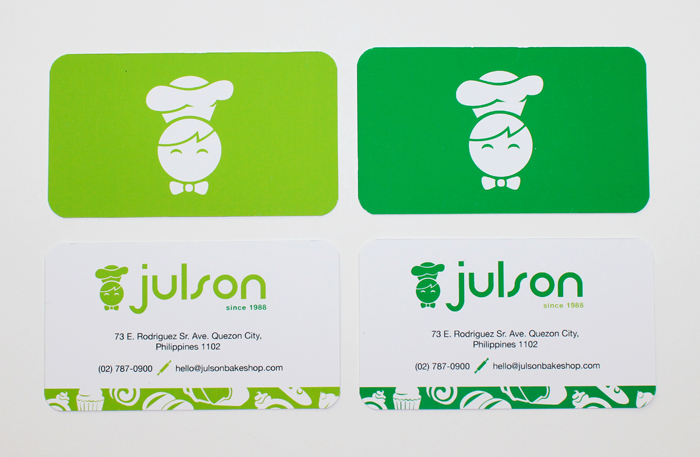 julson
since 1988
73 E. Rodriguez Sr. Ave. Quezon City,
Philippines 1102
(02) 787-0900 hello@julsonbakeshop.com
julson
since 1988
73 E. Rodriguez Sr. Ave. Quezon City,
Philippines 1102
(02) 787-0900 hello@julsonbakeshop.com